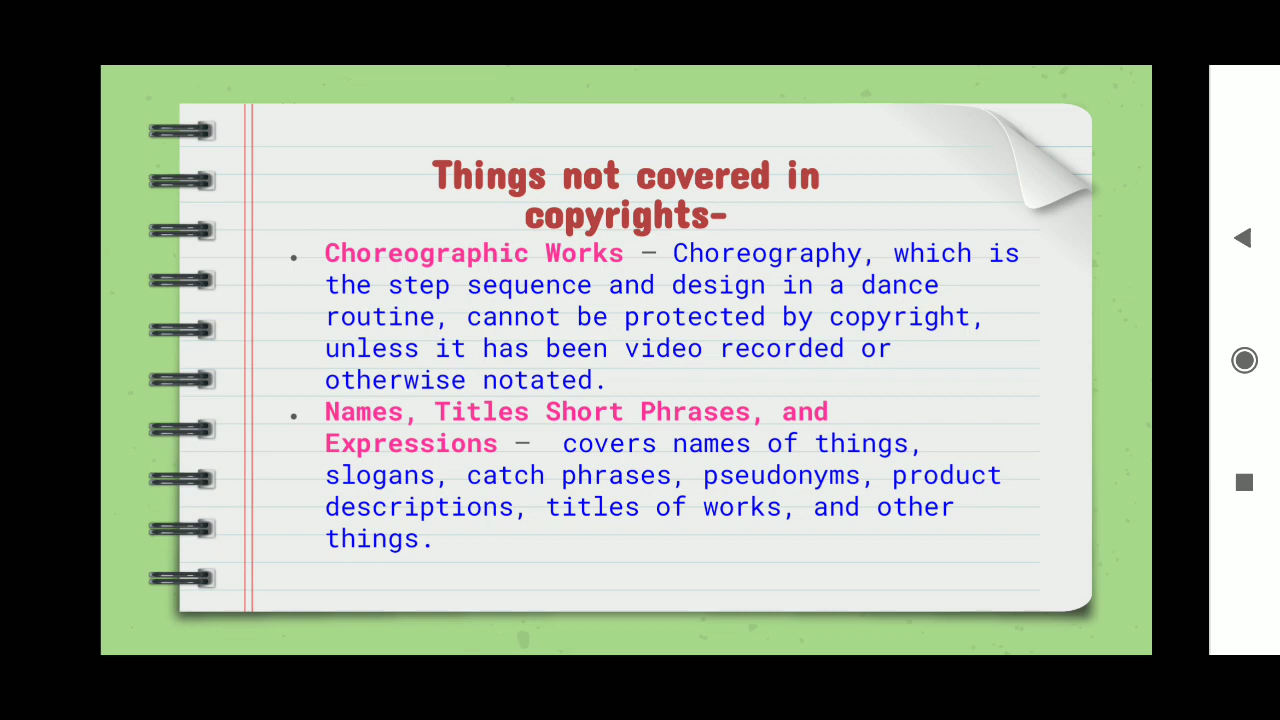 Things not covered in
copyrights-
• Choreographic Works – Choreography, which is
the step sequence and design in a dance
routine, cannot be protected by copyright,
unless it has been video recorded or
otherwise notated.
• Names, Titles Short Phrases, and
Expressions – covers names of things,
slogans, catch phrases, pseudonyms, product
descriptions, titles of works, and other
things.